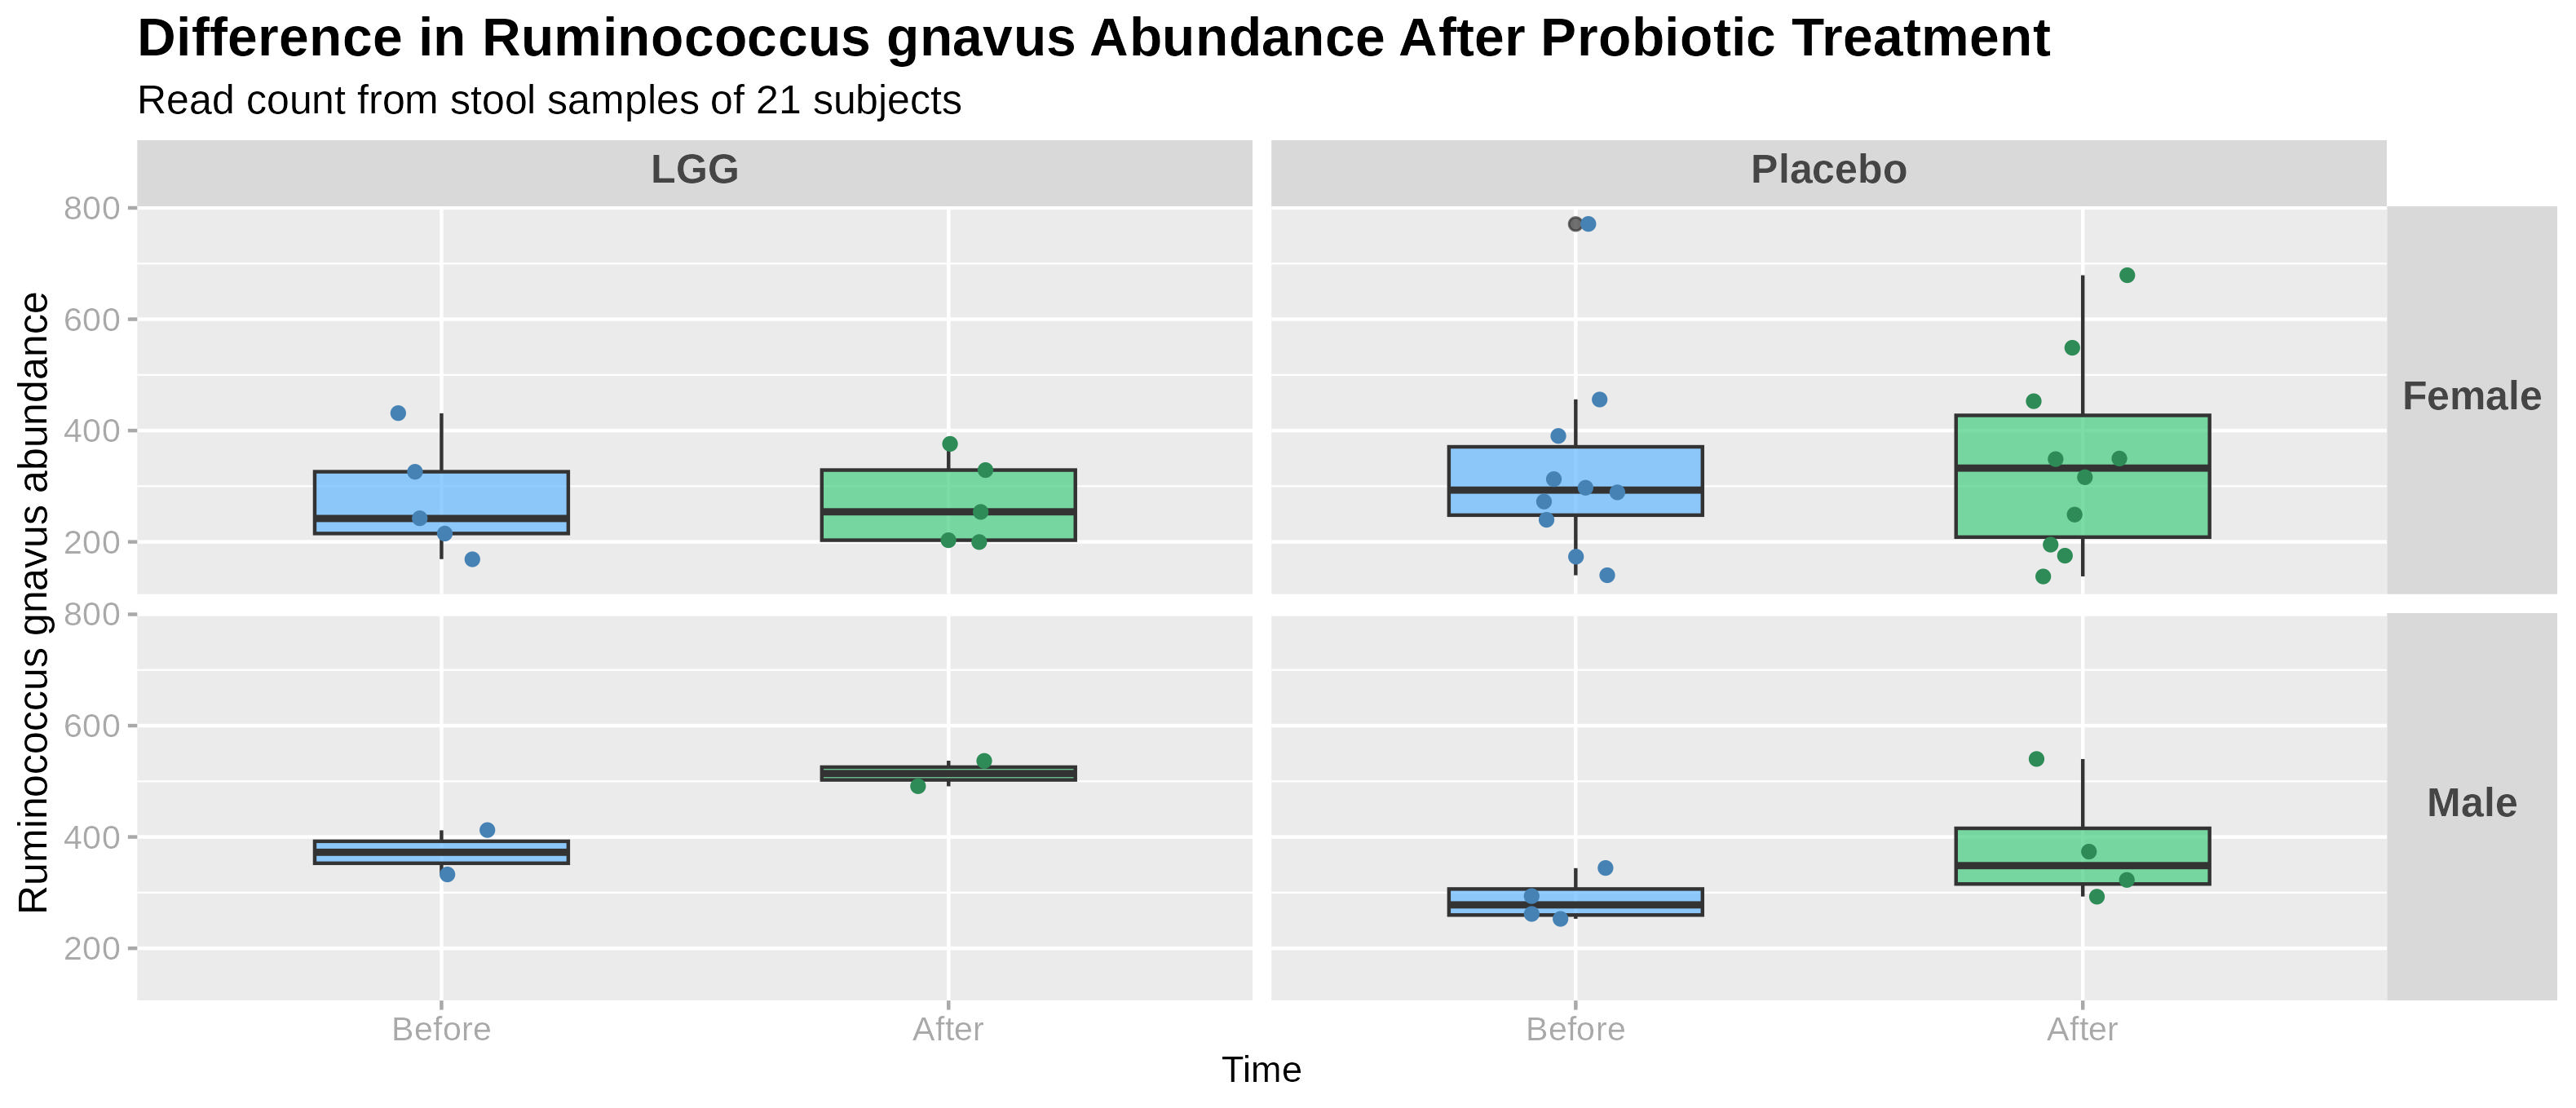 Difference in Ruminococcus gnavus Abundance After Probiotic Treatment
Read count from stool samples of 21 subjects
LGG
Placebo
800
600
400
200
Female
800
600
400
200
Male
Ruminococcus gnavus abundance
Before
After
Before
After
Time